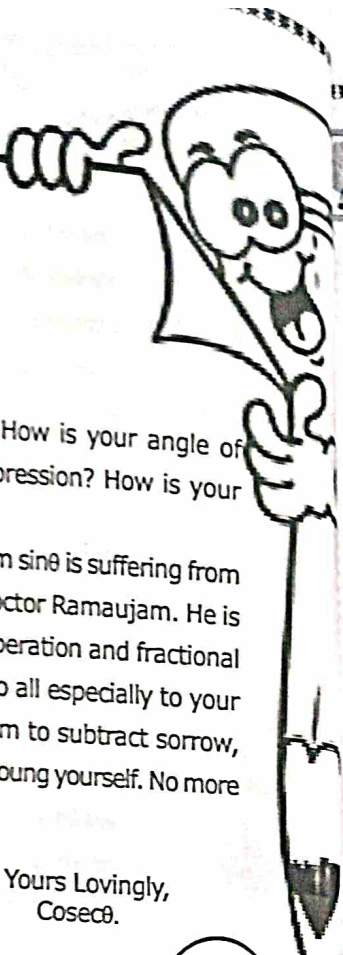 How is your angle of
pression? How is your
m sinθ is suffering from
ctor Ramaujam. He is
peration and fractional
o all especially to your
m to subtract sorrow,
oung yourself. No more
Yours Lovingly,
Cosecθ.